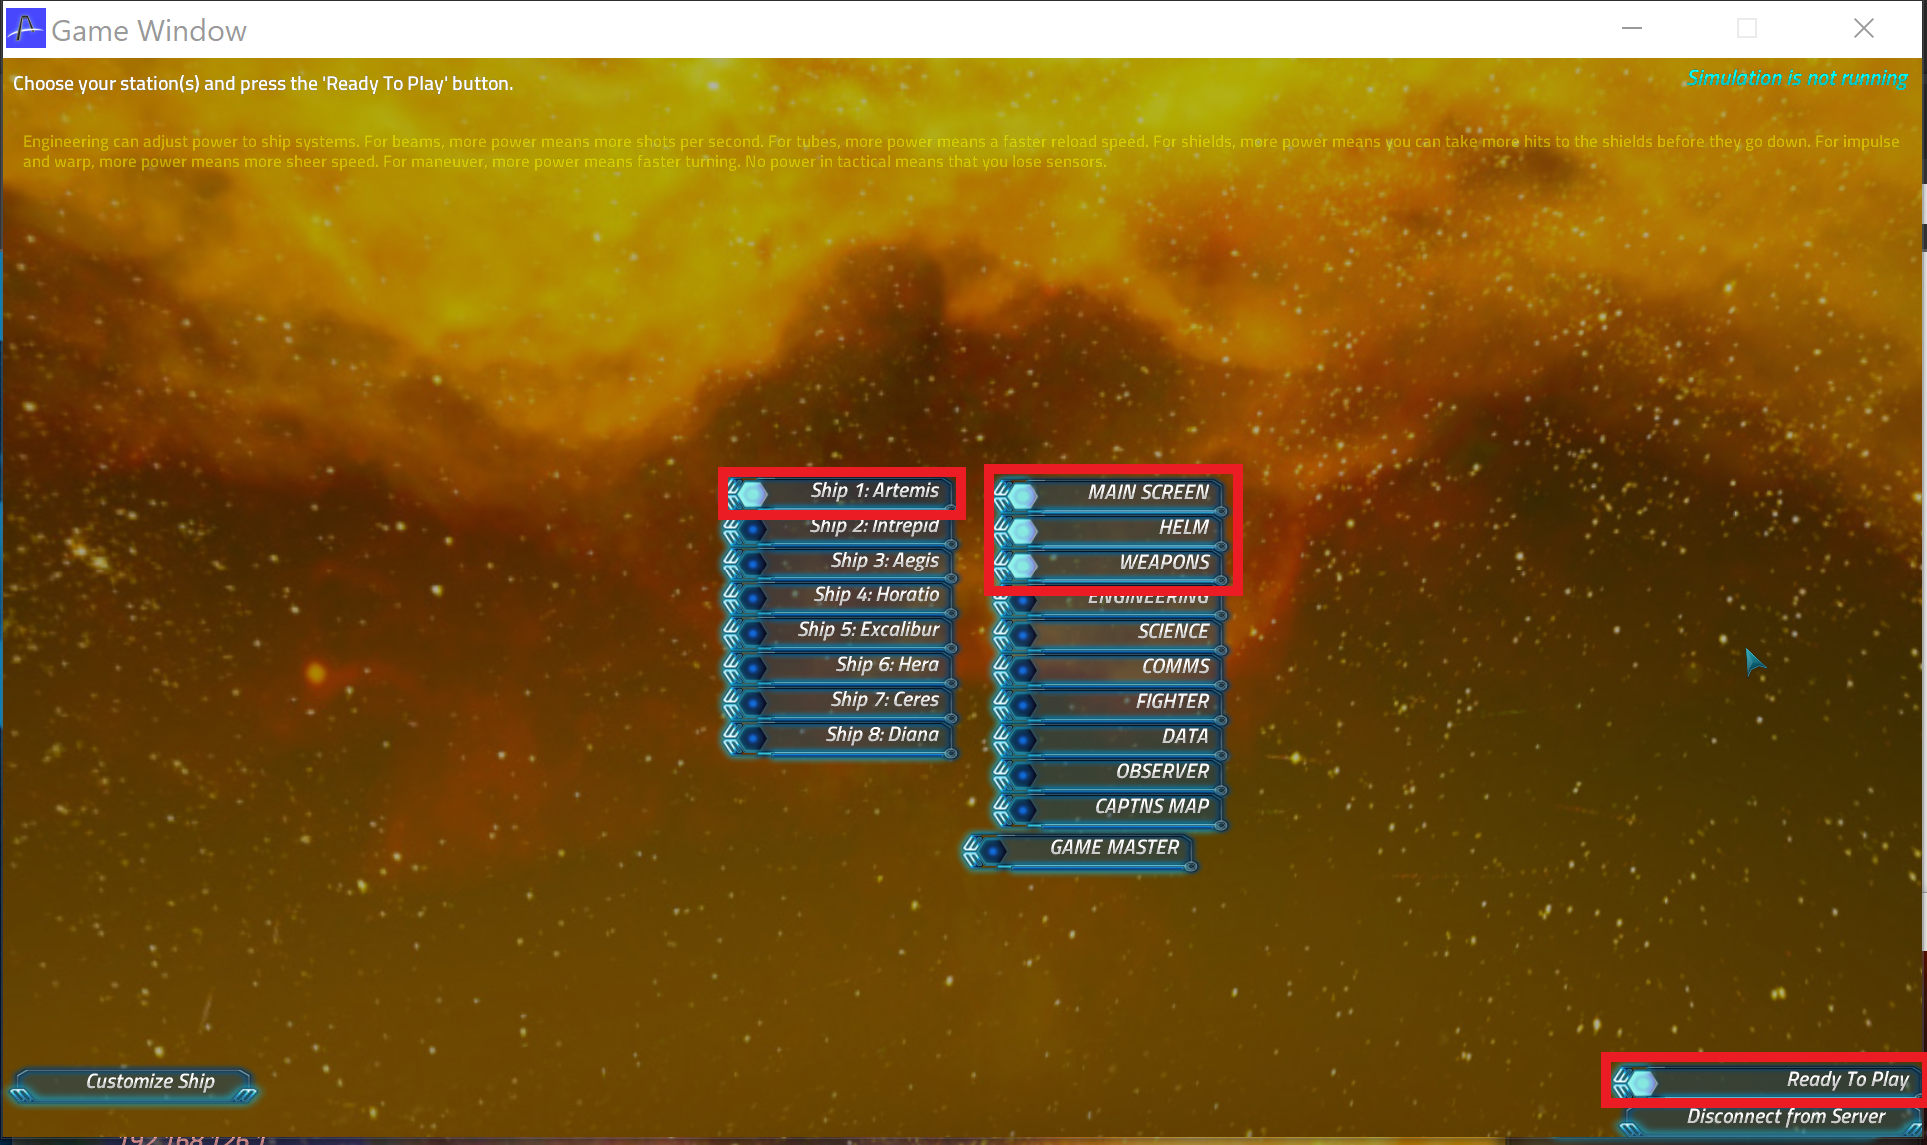 Game Window
Choose your station(s) and press the 'Ready To Play' button.
Simulation is not running
Engineering can adjust power to ship systems. For beams, more power means more shots per second. For tubes, more power means a faster reload speed. For shields, more power means you can take more hits to the shields before they go down. For impulse
and warp, more power means more sheer speed. For maneuver, more power means faster turning. No power in tactical means that you lose sensors.
Ship 1: Artemis
Ship 2: Intrepid
Ship 3: Aegis
Ship 4: Horatio
Ship 5: Excalibur
Ship 6: Hera
Ship 7: Ceres
Ship 8: Diana
MAIN SCREEN
HELM
WEAPONS
ENGINEERING
SCIENCE
COMMS
FIGHTER
DATA
OBSERVER
CAPTNS MAP
GAME MASTER
Customize Ship
Ready To Play
Disconnect from Server
192.168.126.1